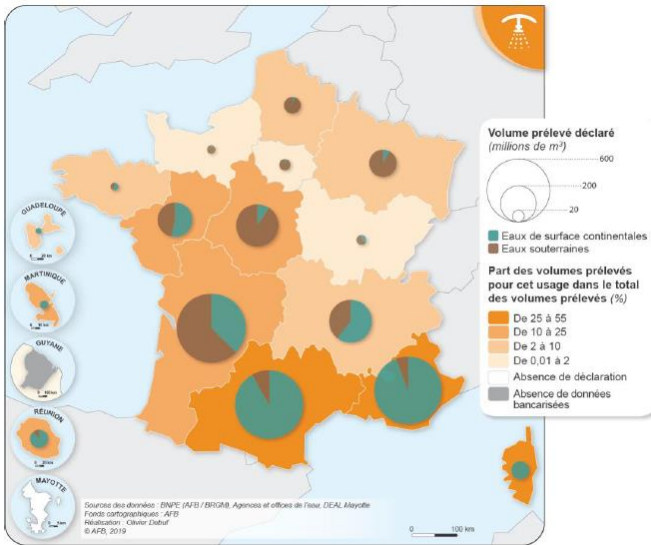 Volume prélevé déclaré
(millions de m³)
600
200
20
Eaux de surface continentales
Eaux souterraines
Part des volumes prélevés
pour cet usage dans le total
des volumes prélevés (%)
De 25 à 55
De 10 à 25
De 2 à 10
De 0,01 à 2
Absence de déclaration
Absence de données
bancarisées
GUADELOUPE
MARTINIQUE
GUYANE
RÉUNION
MAYOTTE
Sources des données : BNPE (AFB / BRGM), Agences et offices de l'eau, DEAL Mayotte
Fonds cartographiques : AFB
Réalisation : Olivier Debuf
© AFB, 2019
0 100 km